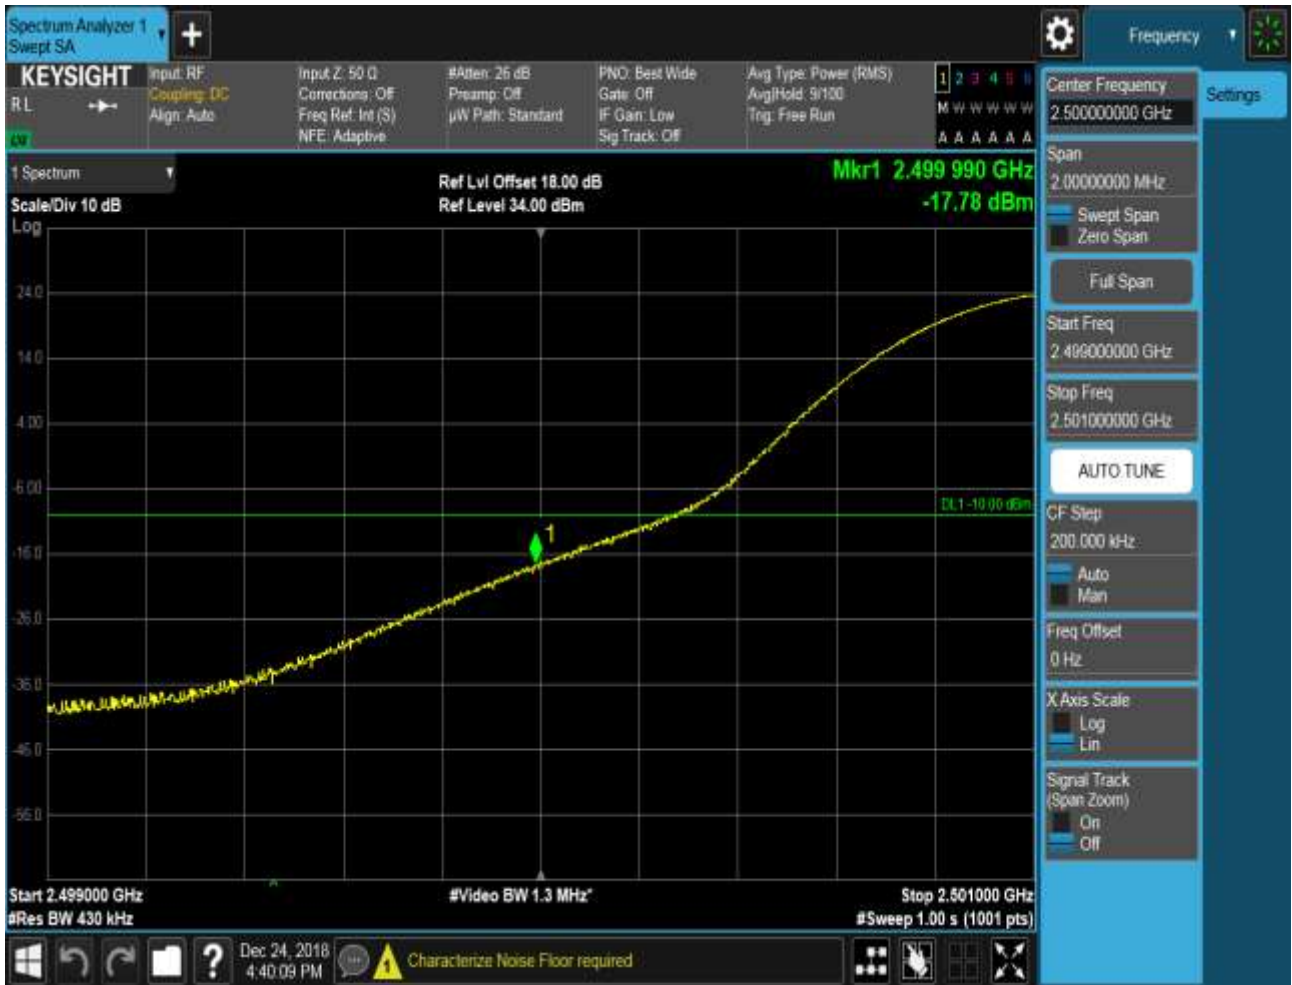 Spectrum Analyzer 1
Swept SA
Frequency
KEYSIGHT
R L
Input: RF
Coupling: DC
Align: Auto
Input Z: 50 Ω
Corrections: Off
Freq Ref: Int (S)
NFE: Adaptive
#Atten: 26 dB
Preamp: Off
µW Path: Standard
PNO: Best Wide
Gate: Off
IF Gain: Low
Sig Track: Off
Avg Type: Power (RMS)
Avg|Hold: 9/100
Trig: Free Run
1 2 3 4 5 6
M W W W W W
A A A A A A
Settings
1 Spectrum
Scale/Div 10 dB
Log
Ref Lvl Offset 18.00 dB
Ref Level 34.00 dBm
Mkr1 2.499 990 GHz
-17.78 dBm
24.0
14.0
4.00
-6.00
-16.0
-26.0
-36.0
-46.0
-56.0
DL1 -10.00 dBm
1
Start 2.499000 GHz
#Res BW 430 kHz
#Video BW 1.3 MHz*
Stop 2.501000 GHz
#Sweep 1.00 s (1001 pts)
Center Frequency
2.500000000 GHz
Span
2.00000000 MHz
Swept Span
Zero Span
Full Span
Start Freq
2.499000000 GHz
Stop Freq
2.501000000 GHz
AUTO TUNE
CF Step
200.000 kHz
Auto
Man
Freq Offset
0 Hz
X Axis Scale
Log
Lin
Signal Track
(Span Zoom)
On
Off
Dec 24, 2018
4:40:09 PM
Characterize Noise Floor required